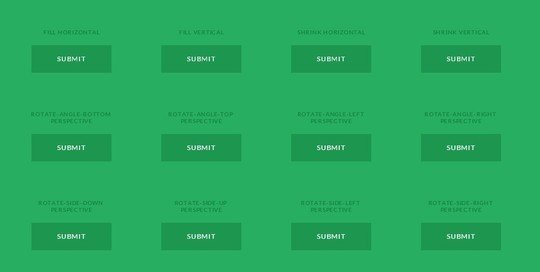 FILL HORIZONTAL
FILL VERTICAL
SHRINK HORIZONTAL
SHRINK VERTICAL
SUBMIT
SUBMIT
SUBMIT
SUBMIT
ROTATE-ANGLE-BOTTOM
PERSPECTIVE
ROTATE-ANGLE-TOP
PERSPECTIVE
ROTATE-ANGLE-LEFT
PERSPECTIVE
ROTATE-ANGLE-RIGHT
PERSPECTIVE
SUBMIT
SUBMIT
SUBMIT
SUBMIT
ROTATE-SIDE-DOWN
PERSPECTIVE
ROTATE-SIDE-UP
PERSPECTIVE
ROTATE-SIDE-LEFT
PERSPECTIVE
ROTATE-SIDE-RIGHT
PERSPECTIVE
SUBMIT
SUBMIT
SUBMIT
SUBMIT